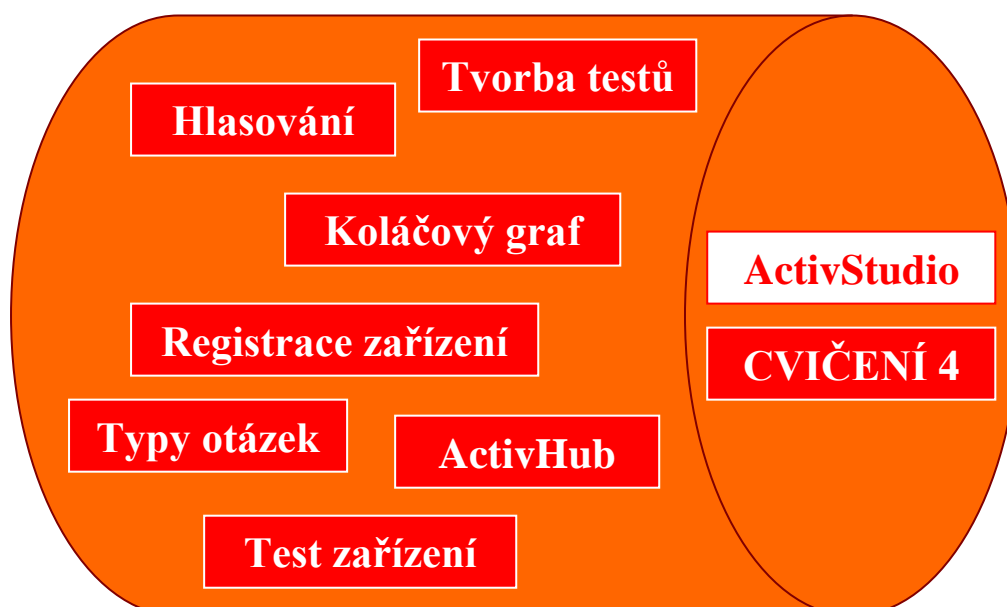 Tvorba testů
Hlasování
Koláčový graf
ActivStudio
Registrace zařízení
CVIČENÍ 4
Typy otázek
ActivHub
Test zařízení